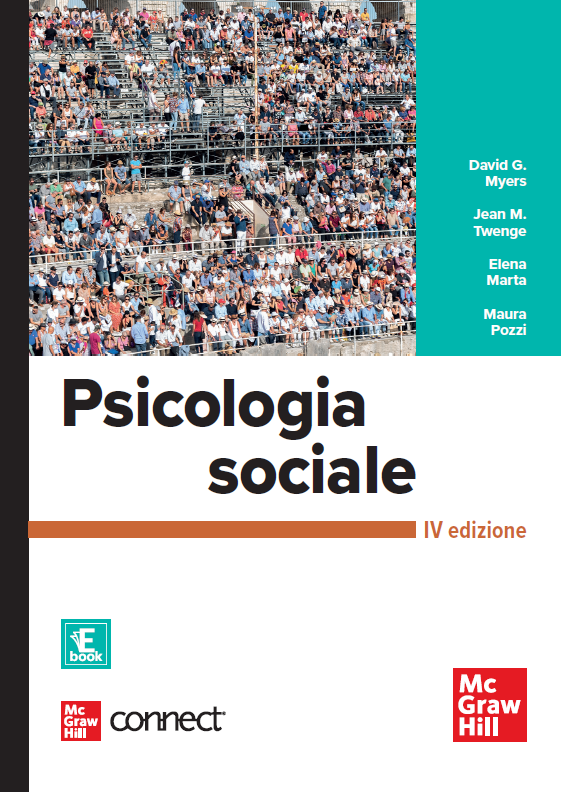 David G.
Myers
Jean M.
Twenge
Elena
Marta
Maura
Pozzi
Psicologia
sociale
IV edizione
E
book
Mc
Graw
Hill
connect®
Mc
Graw
Hill